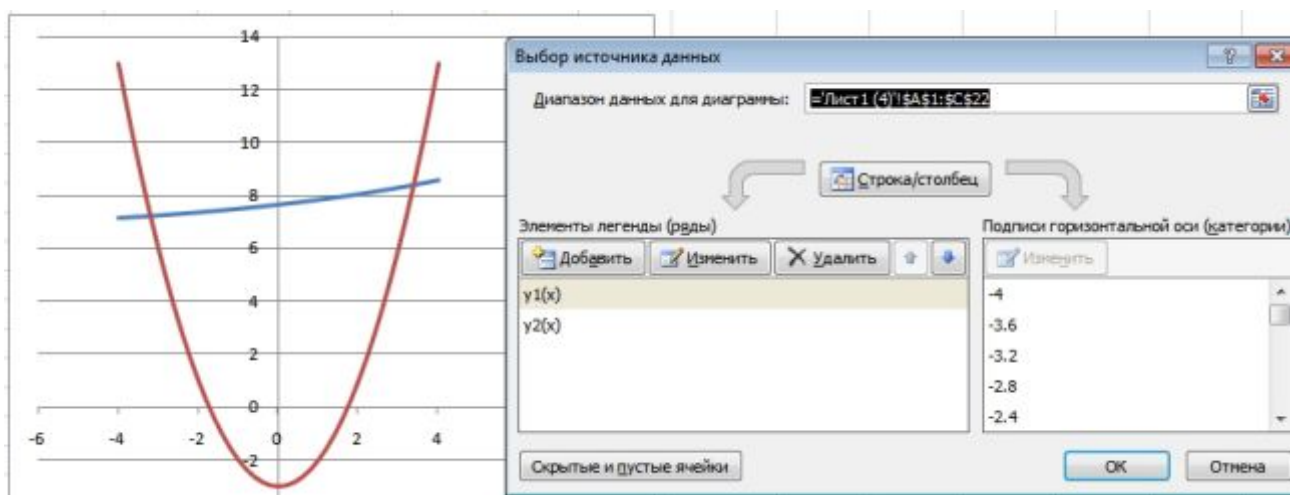 14
12
10
8
6
4
2
0
-2
-6 -4 -2 0 2 4
Выбор источника данных
Диапазон данных для диаграммы: ='Лист1 (4)'!$A$1:$C$22
Строка/столбец
Элементы легенды (ряды)
Добавить Изменить Удалить
y1(x)
y2(x)
Подписи горизонтальной оси (категории)
Изменить
-4
-3.6
-3.2
-2.8
-2.4
Скрытые и пустые ячейки
ОК Отмена